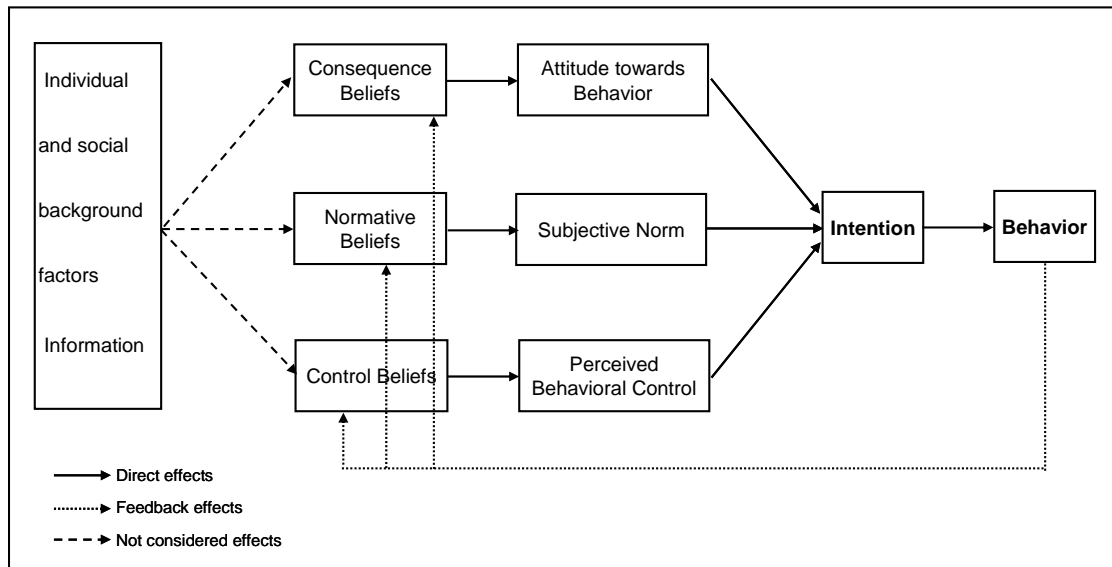 Individual
and social
background
factors
Information
Consequence
Beliefs
Attitude towards
Behavior
Normative
Beliefs
Subjective Norm
Intention
Behavior
Control Beliefs
Perceived
Behavioral Control
Direct effects
Feedback effects
Not considered effects